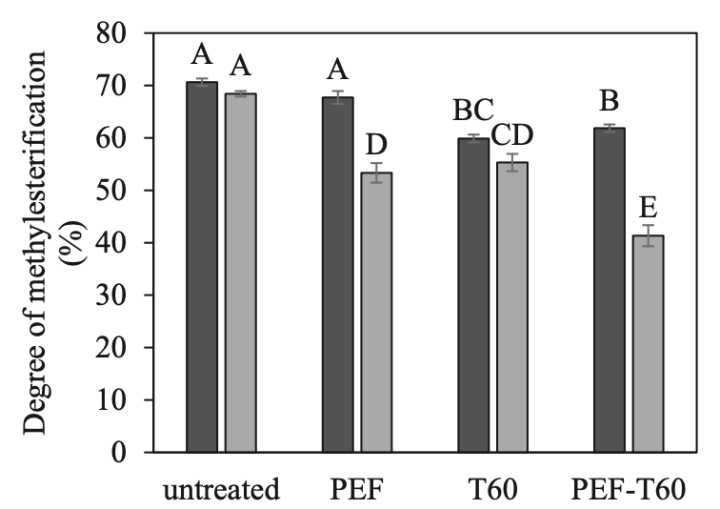 Degree of methylesterification
(%)
80
70
60
50
40
30
20
10
0
A
A
A
D
BC
CD
B
E
untreated
PEF
T60
PEF-T60